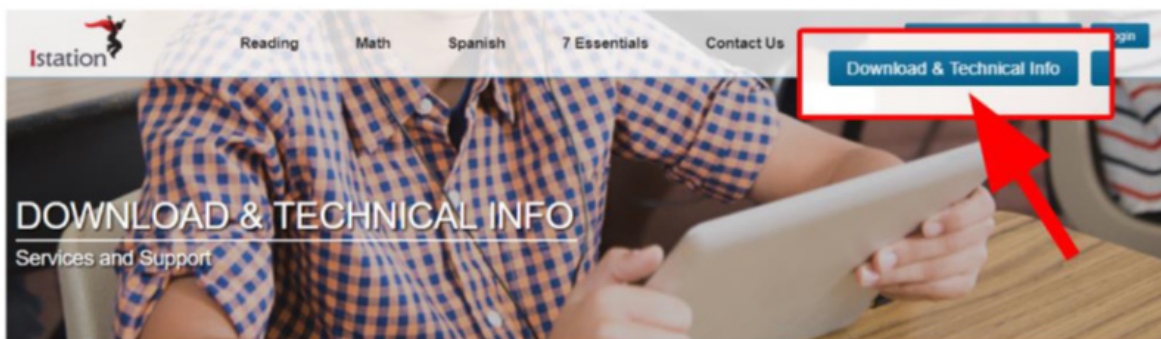 Istation
Reading Math Spanish 7 Essentials Contact Us
Download & Technical Info
DOWNLOAD & TECHNICAL INFO
Services and Support